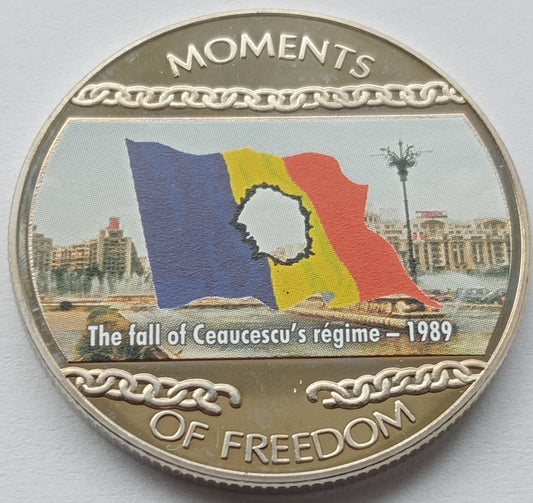 MOMENTS
The fall of Ceaucescu's régime – 1989
OF FREEDOM